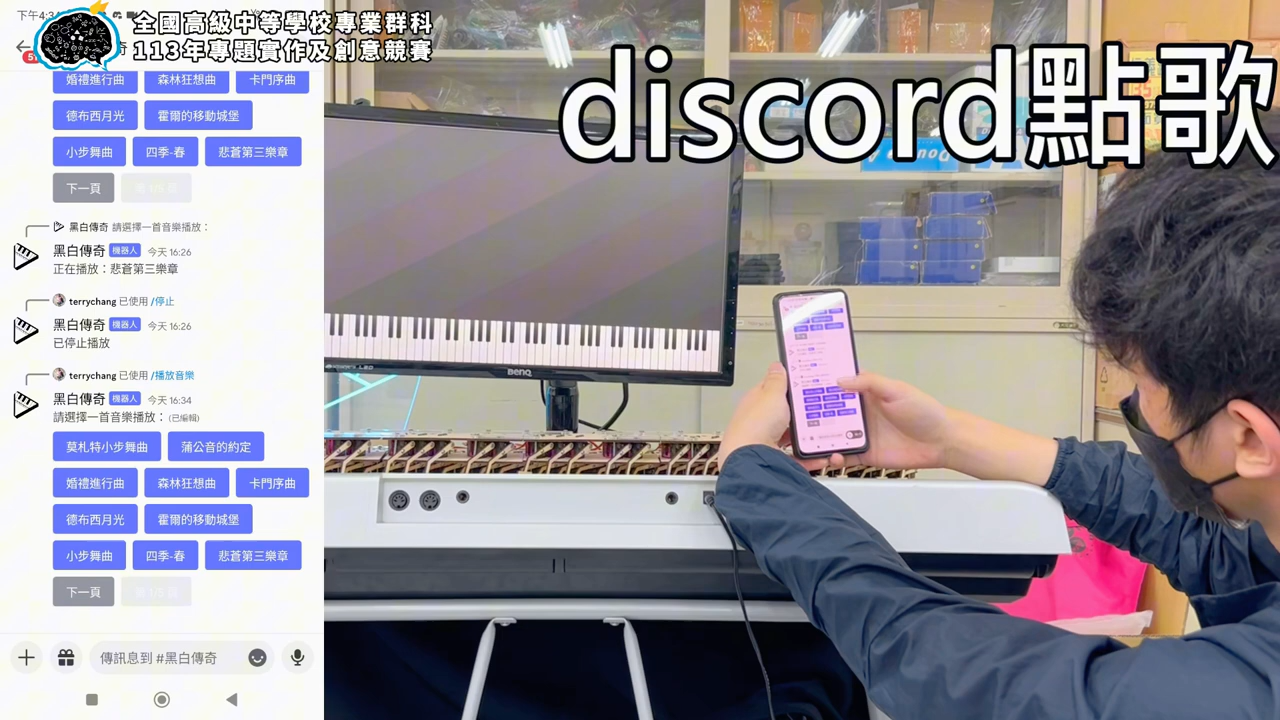 全國高級中等學校專業群科
113年專題實作及創意競賽
discord點歌
婚禮進行曲 森林狂想曲 卡門序曲
德布西月光 霍爾的移動城堡
小步舞曲 四季-春 悲蒼第三樂章
下一頁
黑白傳奇 請選擇一首音樂播放：
黑白傳奇 機器人 今天 16:26
正在播放：悲蒼第三樂章
terrychang 已使用 /停止
黑白傳奇 機器人 今天 16:26
已停止播放
terrychang 已使用 /播放音樂
黑白傳奇 機器人 今天 16:34
請選擇一首音樂播放： (已編輯)
莫札特小步舞曲 蒲公音的約定
婚禮進行曲 森林狂想曲 卡門序曲
德布西月光 霍爾的移動城堡
小步舞曲 四季-春 悲蒼第三樂章
下一頁 第 1/5 頁
傳訊息到 #黑白傳奇
BenQ